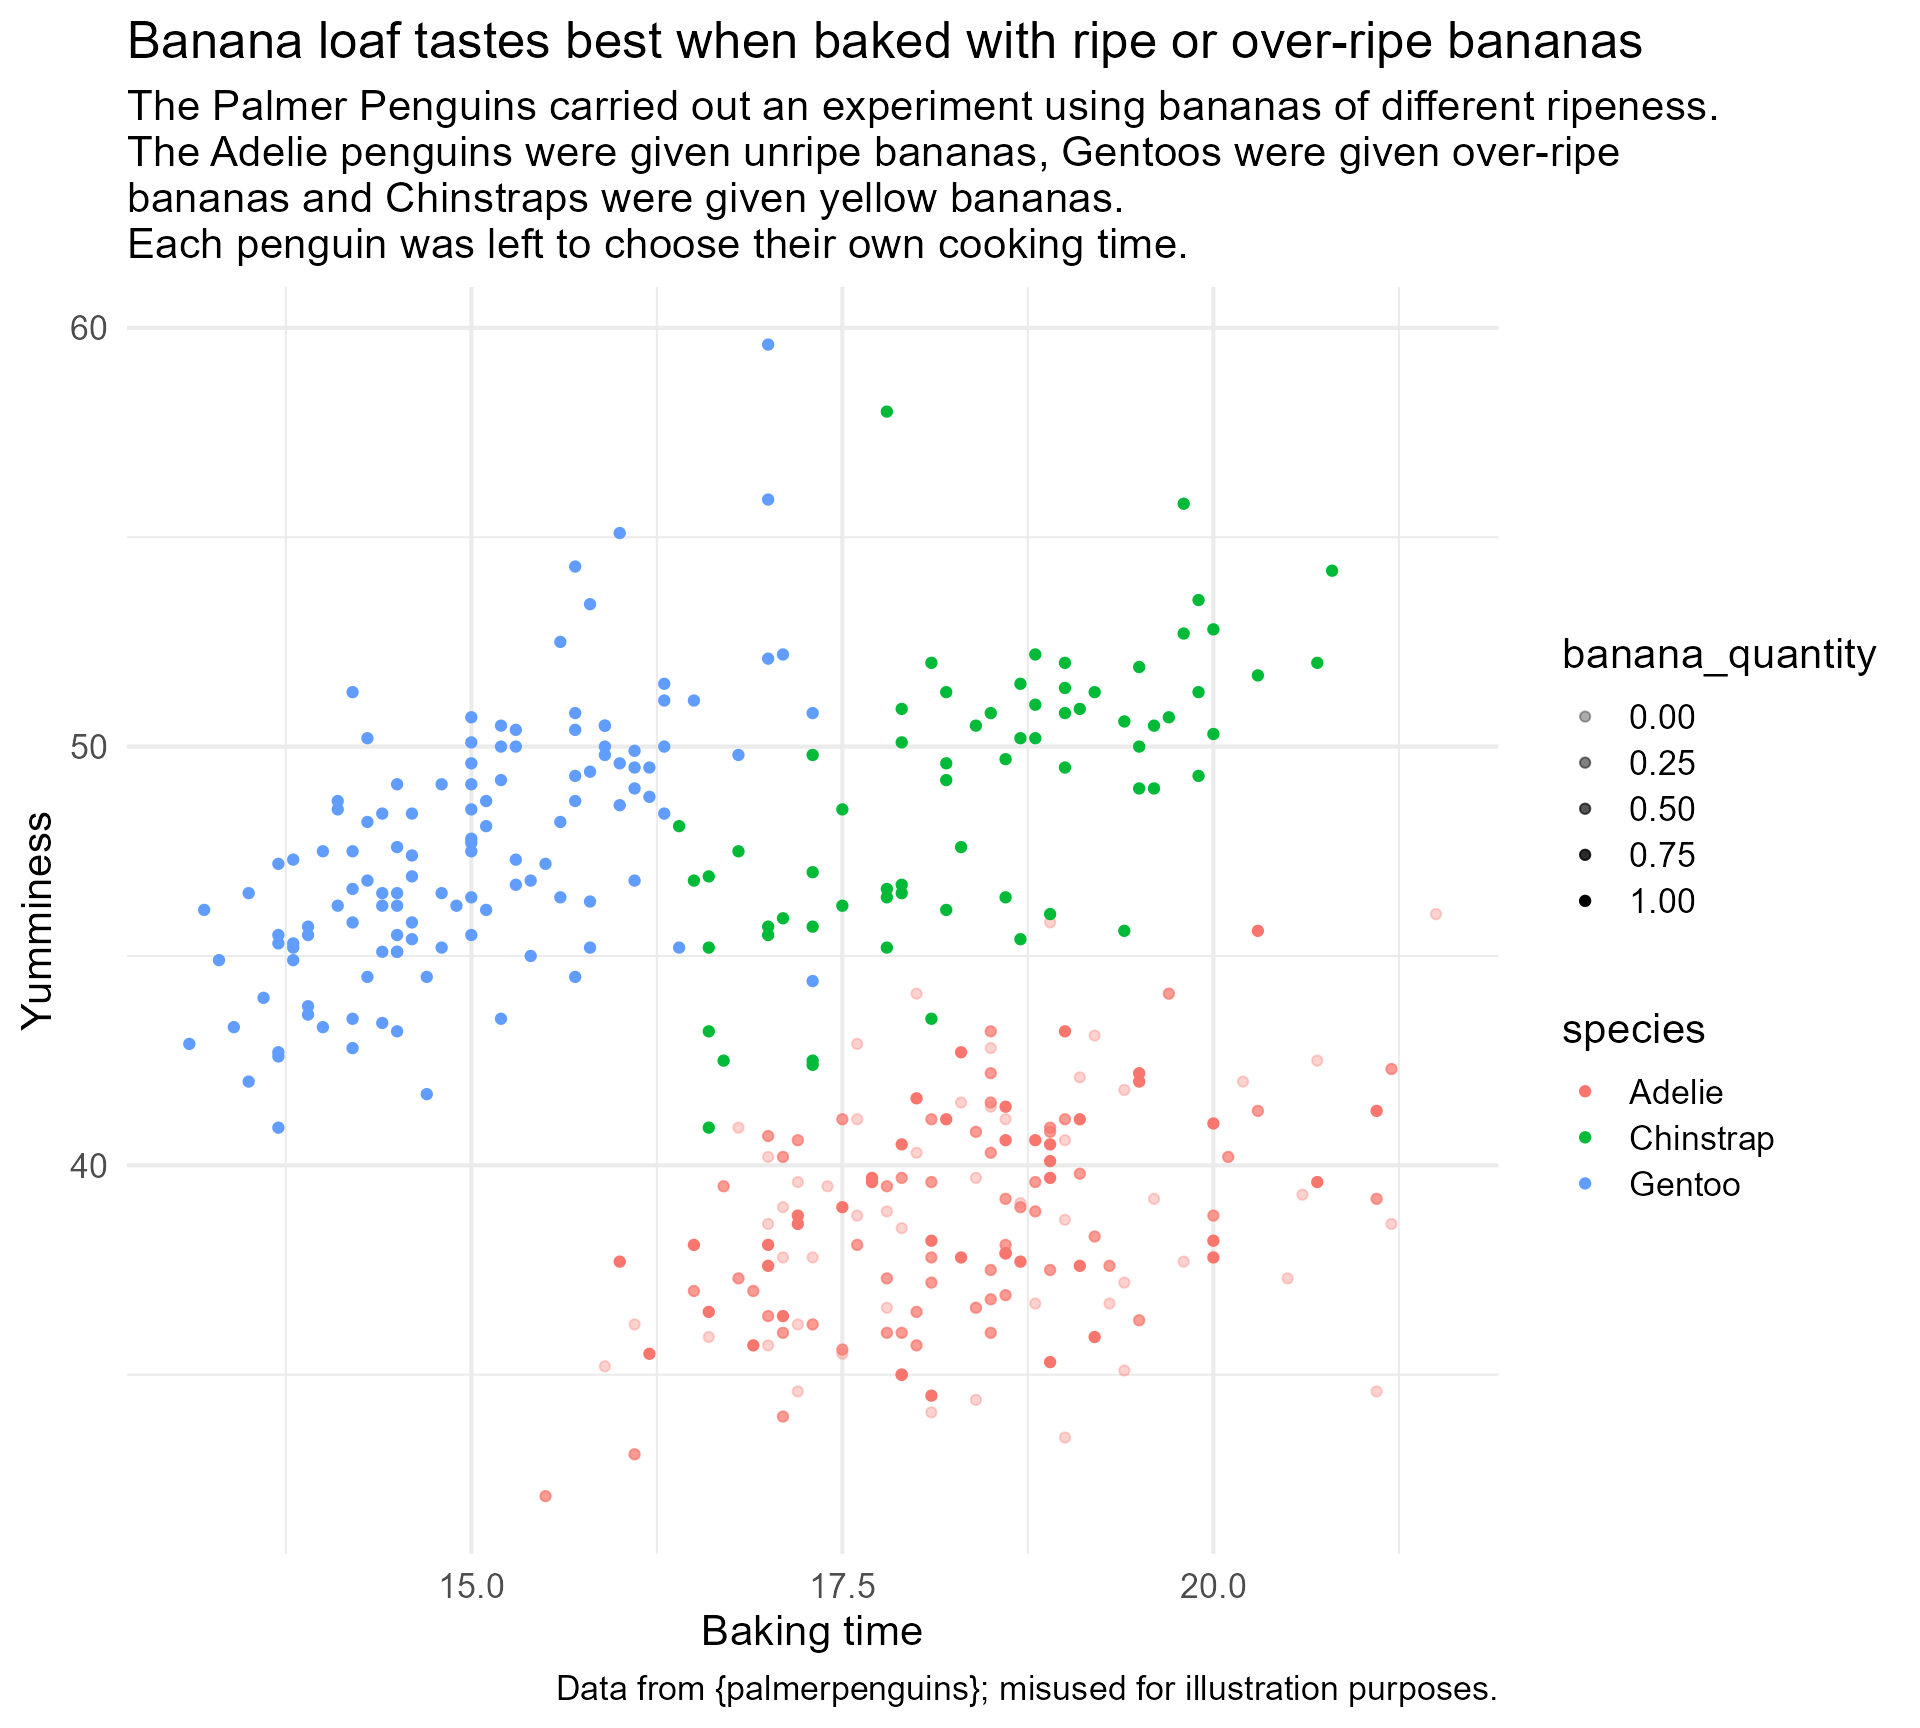 Banana loaf tastes best when baked with ripe or over-ripe bananas
The Palmer Penguins carried out an experiment using bananas of different ripeness.
The Adelie penguins were given unripe bananas, Gentoos were given over-ripe
bananas and Chinstraps were given yellow bananas.
Each penguin was left to choose their own cooking time.
60
50
40
Yumminess
15.0
17.5
20.0
Baking time
banana_quantity
0.00
0.25
0.50
0.75
1.00
species
Adelie
Chinstrap
Gentoo
Data from {palmerpenguins}; misused for illustration purposes.